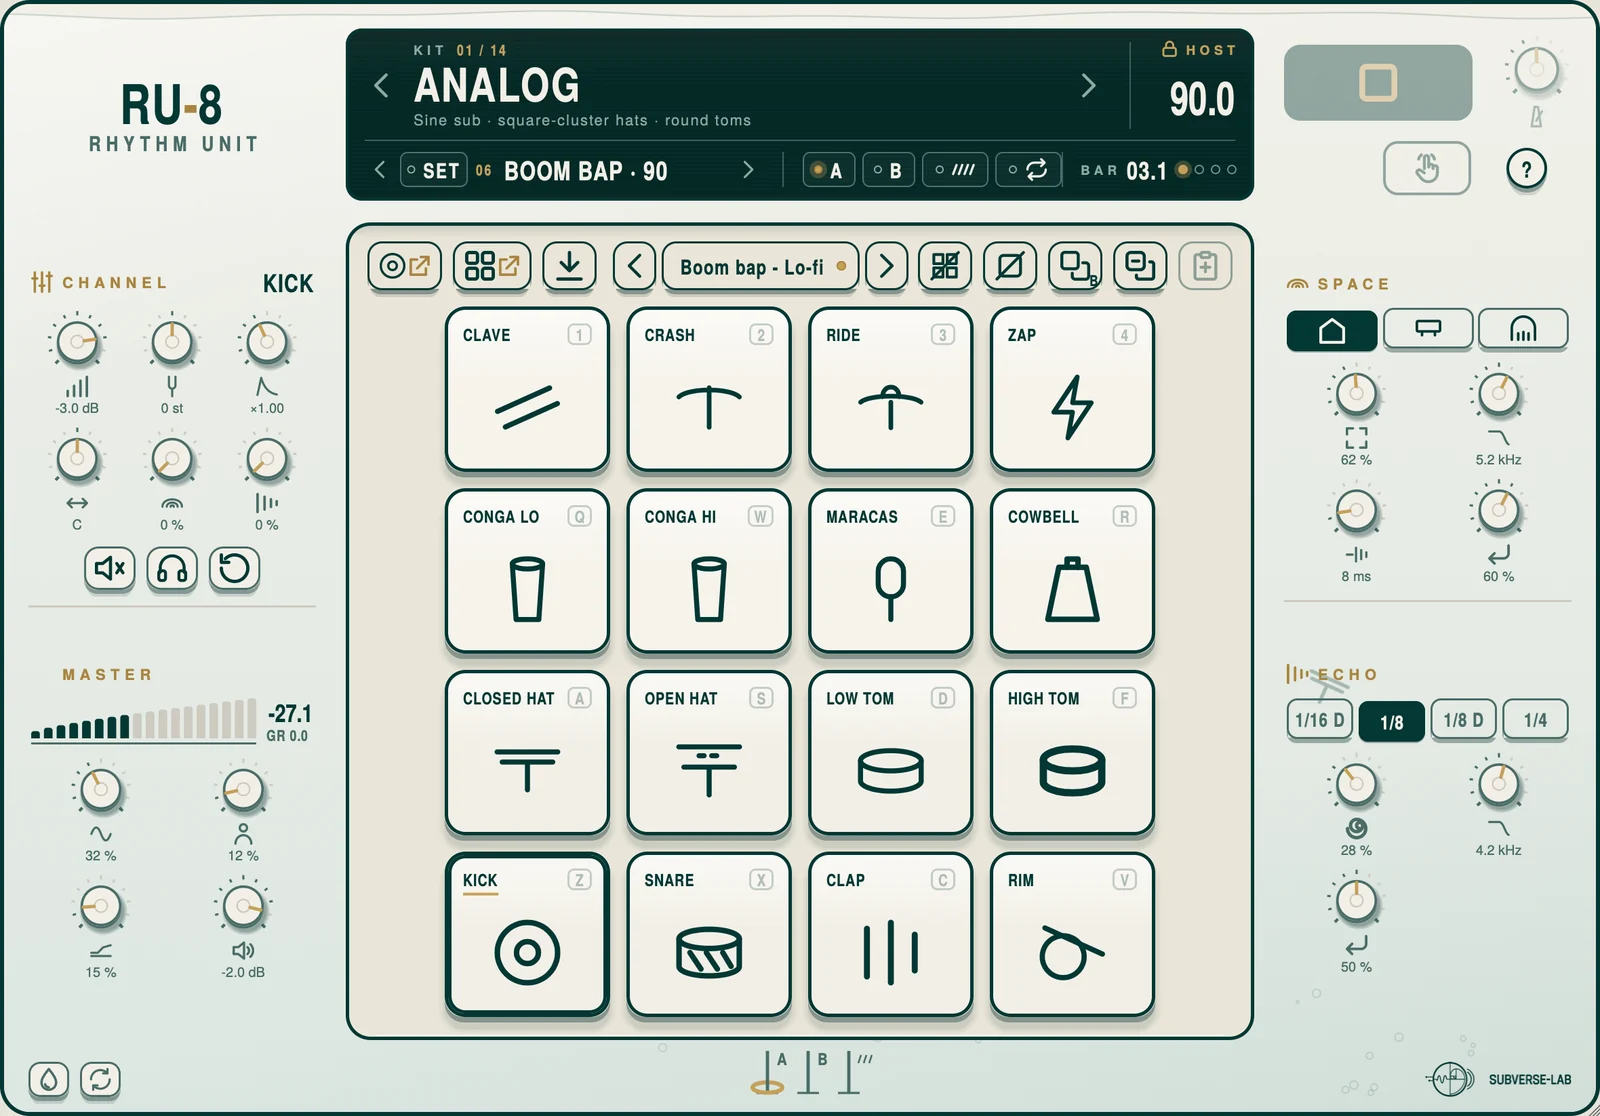 RU-8
RHYTHM UNIT
KIT 01 / 14
ANALOG
Sine sub · square-cluster hats · round toms
HOST
90.0
SET 06 BOOM BAP · 90
A B
BAR 03.1
?
CHANNEL KICK
-3.0 dB 0 st ×1.00
C 0 % 0 %
MASTER
-27.1
GR 0.0
32 % 12 %
15 % -2.0 dB
Boom bap - Lo-fi
B
CLAVE 1 CRASH 2 RIDE 3 ZAP 4
CONGA LO Q CONGA HI W MARACAS E COWBELL R
CLOSED HAT A OPEN HAT S LOW TOM D HIGH TOM F
KICK Z SNARE X CLAP C RIM V
SPACE
62 % 5.2 kHz
8 ms 60 %
ECHO
1/16 D 1/8 1/8 D 1/4
28 % 4.2 kHz
50 %
A B
SUBVERSE-LAB